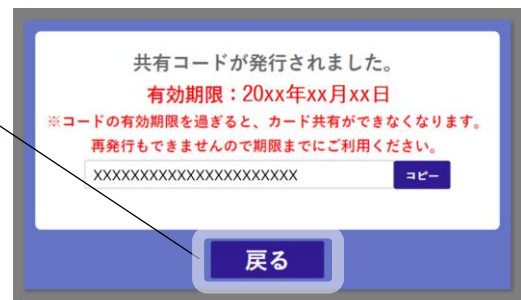 共有コードが発行されました。
有効期限：20xx年xx月xx日
※コードの有効期限を過ぎると、カード共有ができなくなります。
再発行もできませんので期限までにご利用ください。
XXXXXXXXXXXXXXXXXXXXXX
コピー
戻る